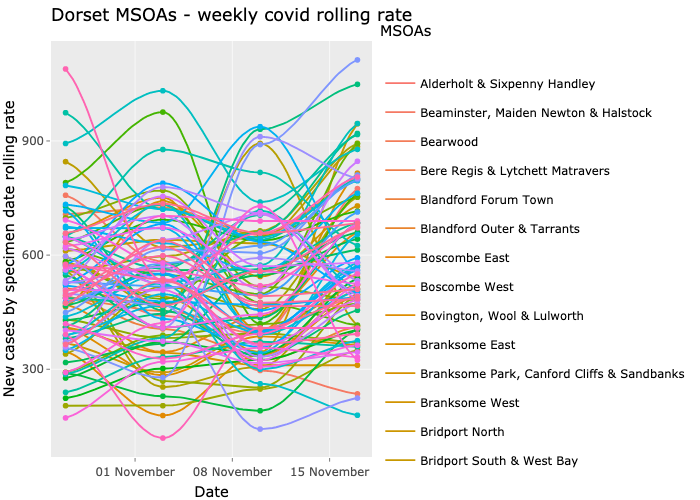 Dorset MSOAs - weekly covid rolling rate
MSOAs
New cases by specimen date rolling rate
900
600
300
01 November
08 November
15 November
Date
Alderholt & Sixpenny Handley
Beaminster, Maiden Newton & Halstock
Bearwood
Bere Regis & Lytchett Matravers
Blandford Forum Town
Blandford Outer & Tarrants
Boscombe East
Boscombe West
Bovington, Wool & Lulworth
Branksome East
Branksome Park, Canford Cliffs & Sandbanks
Branksome West
Bridport North
Bridport South & West Bay